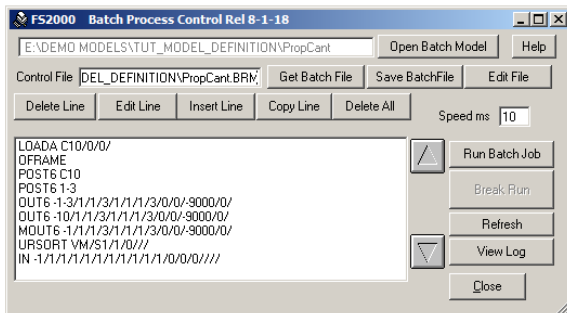 FS2000 Batch Process Control Rel 8-1-18
E:\DEMO MODELS\TUT_MODEL_DEFINITION\PropCant Open Batch Model Help
Control File DEL_DEFINITION\PropCant.BRM Get Batch File Save BatchFile Edit File
Delete Line Edit Line Insert Line Copy Line Delete All Speed ms 10
LOADA C10/0/0/
OFRAME
POST6 C10
POST6 1-3
OUT6 -1-3/1/1/3/1/1/1/3/0/0/-9000/0/
OUT6 -10/1/1/3/1/1/1/3/0/0/-9000/0/
MOUT6 -1/1/1/3/1/1/1/3/0/0/-9000/0/
URSORT VM/S1/1/0///
IN -1/1/1/1/1/1/1/1/1/1/1/0/0/0////
Run Batch Job
Break Run
Refresh
View Log
Close